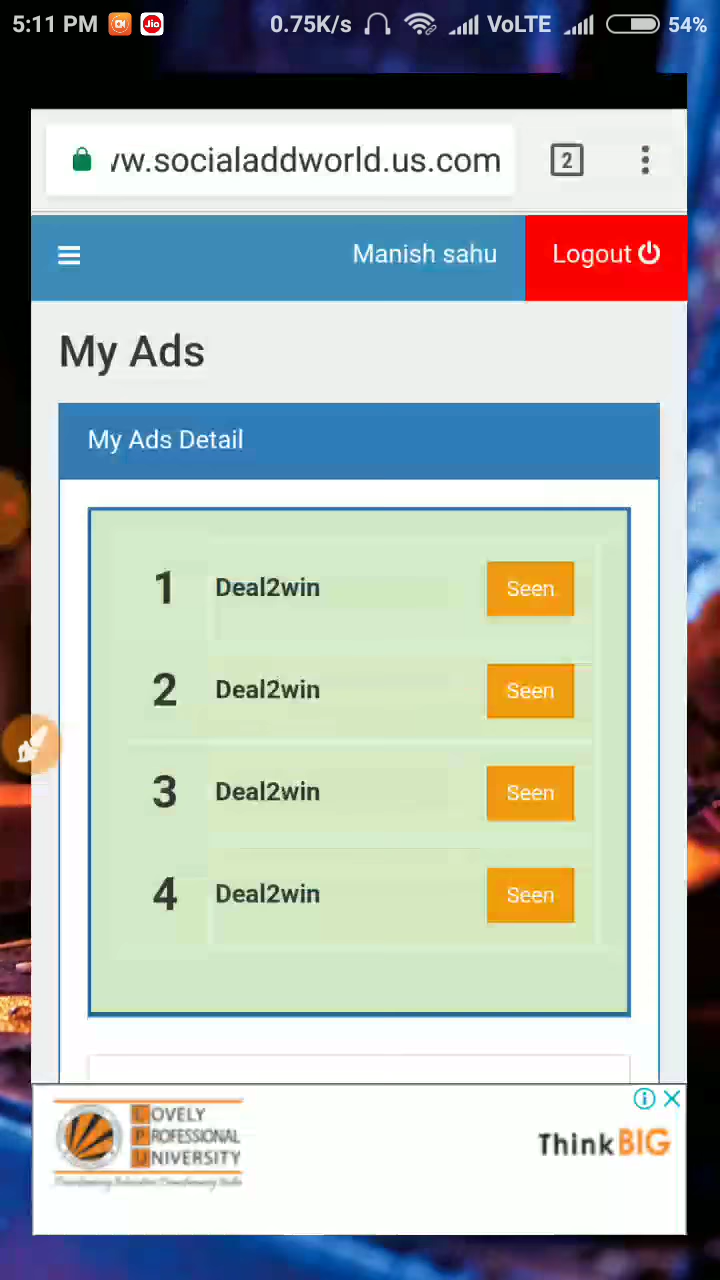 5:11 PM Jio 0.75K/s VoLTE 54%
/w.socialaddworld.us.com 2
Manish sahu Logout
My Ads
My Ads Detail
1 Deal2win Seen
2 Deal2win Seen
3 Deal2win Seen
4 Deal2win Seen
LOVELY
PROFESSIONAL
UNIVERSITY
ThinkBIG